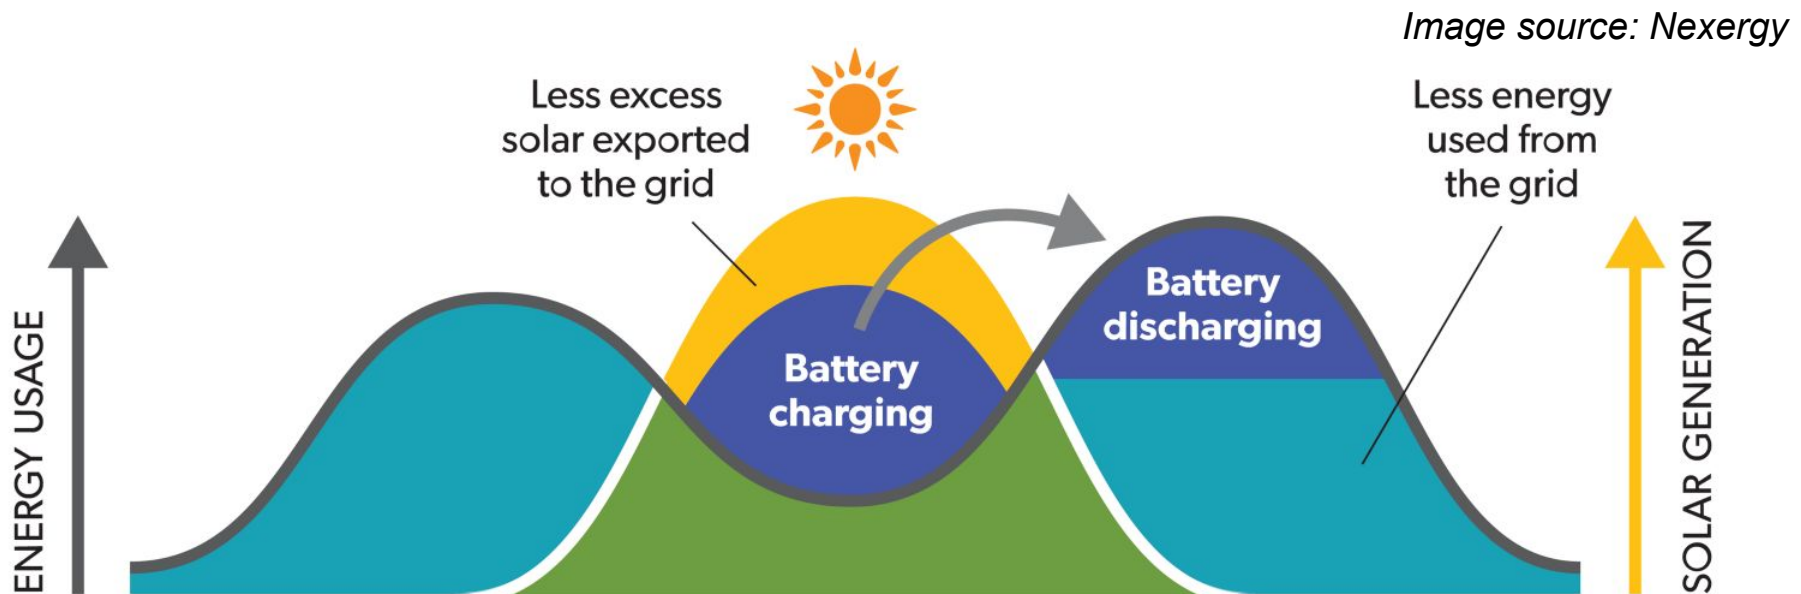 Image source: Nexergy
Less excess
solar exported
to the grid
Less energy
used from
the grid
Battery
discharging
Battery
charging
ENERGY USAGE
SOLAR GENERATION